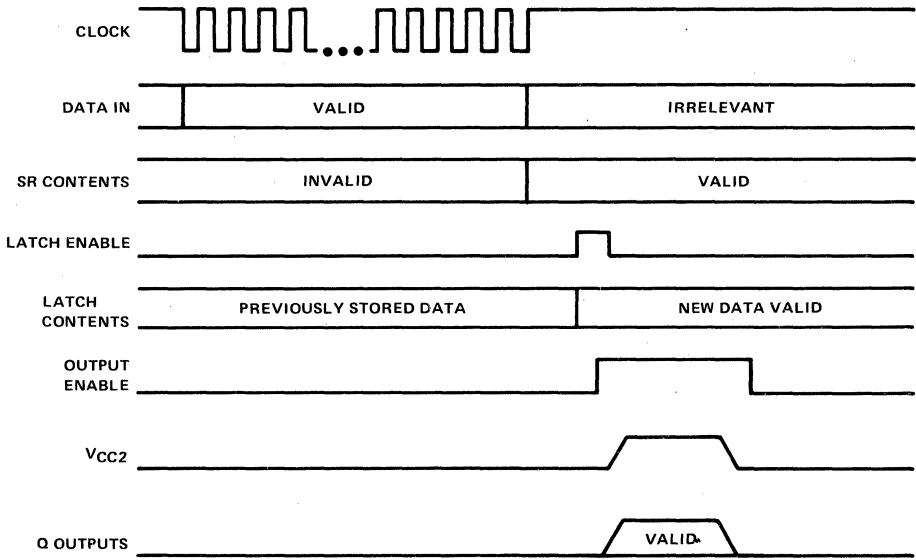 CLOCK
DATA IN
VALID
IRRELEVANT
SR CONTENTS
INVALID
VALID
LATCH ENABLE
LATCH
CONTENTS
PREVIOUSLY STORED DATA
NEW DATA VALID
OUTPUT
ENABLE
VCC2
Q OUTPUTS
VALID